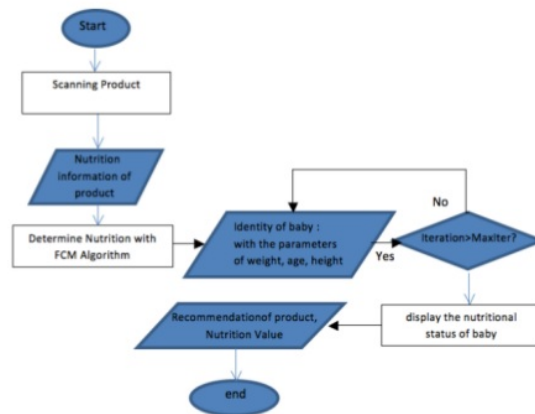 Start
Scanning Product
Nutrition
information of
product
Determine Nutrition with
FCM Algorithm
Identity of baby :
with the parameters
of weight, age, height
Yes
No
Iteration>MaxIter?
display the nutritional
status of baby
Recommendationof product,
Nutrition Value
end